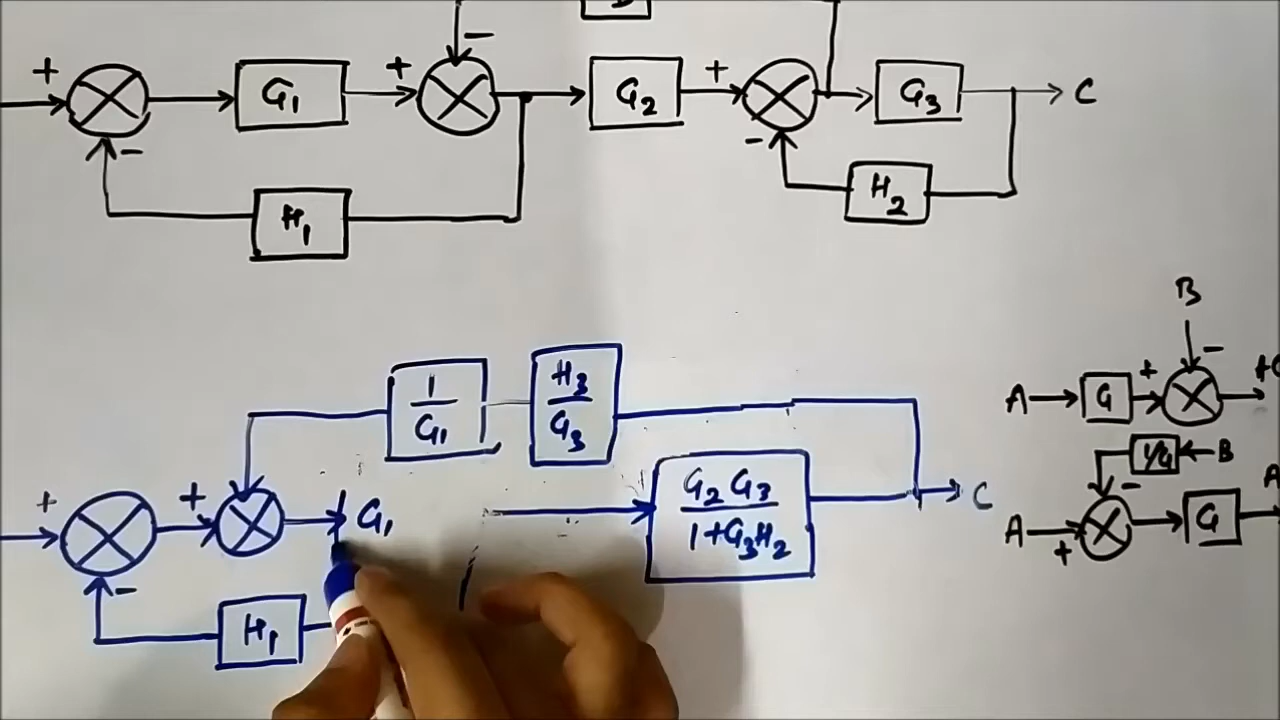 + G₁ + − G₂ + G₃ C
− H₁ − H₂
B
1/G₁ H₃/G₃
A G + −
1/G B
+ + G₁ G₂G₃/1+G₃H₂ C
−
A + G A
− H₁